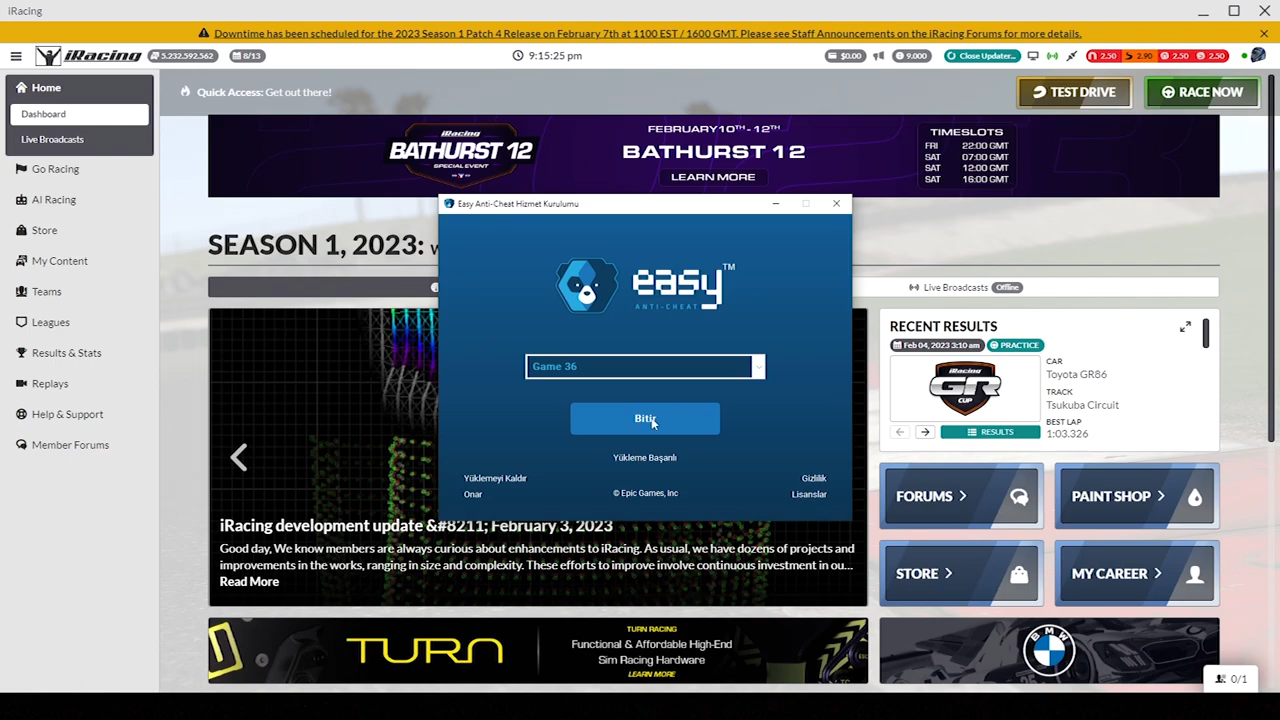 iRacing
Downtime has been scheduled for the 2023 Season 1 Patch 4 Release on February 7th at 1100 EST / 1600 GMT. Please see Staff Announcements on the iRacing Forums for more details.
iRacing
5.232.592.562
8/13
9:15:25 pm
$0.00
9.000
Close Updater...
2.50
2.90
2.50
2.50
Home
Dashboard
Live Broadcasts
Go Racing
AI Racing
Store
My Content
Teams
Leagues
Results & Stats
Replays
Help & Support
Member Forums
Quick Access: Get out there!
TEST DRIVE
RACE NOW
iRacing
BATHURST 12
SPECIAL EVENT
FEBRUARY 10TH -12TH
BATHURST 12
LEARN MORE
TIMESLOTS
FRI 22:00 GMT
SAT 07:00 GMT
SAT 12:00 GMT
SAT 16:00 GMT
SEASON 1, 2023:
Live Broadcasts Offline
Easy Anti-Cheat Hizmet Kurulumu
easy™
ANTI-CHEAT
Game 36
Bitir
Yükleme Başarılı
Yüklemeyi Kaldır
Onar
© Epic Games, Inc
Gizlilik
Lisanslar
iRacing development update &#8211; February 3, 2023
Good day, We know members are always curious about enhancements to iRacing. As usual, we have dozens of projects and
improvements in the works, ranging in size and complexity. These efforts to improve involve continuous investment in ou...
Read More
RECENT RESULTS
Feb 04, 2023 3:10 am
PRACTICE
iRacing
GR
CUP
CAR
Toyota GR86
TRACK
Tsukuba Circuit
BEST LAP
1:03.326
RESULTS
FORUMS
PAINT SHOP
STORE
MY CAREER
TURN
TURN RACING
Functional & Affordable High-End
Sim Racing Hardware
LEARN MORE
BMW
0/1